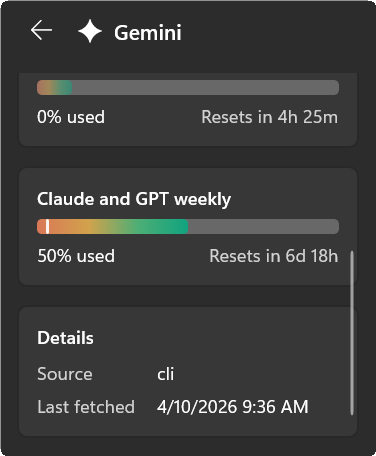 Gemini
0% used
Resets in 4h 25m
Claude and GPT weekly
50% used
Resets in 6d 18h
Details
Source
cli
Last fetched
4/10/2026 9:36 AM